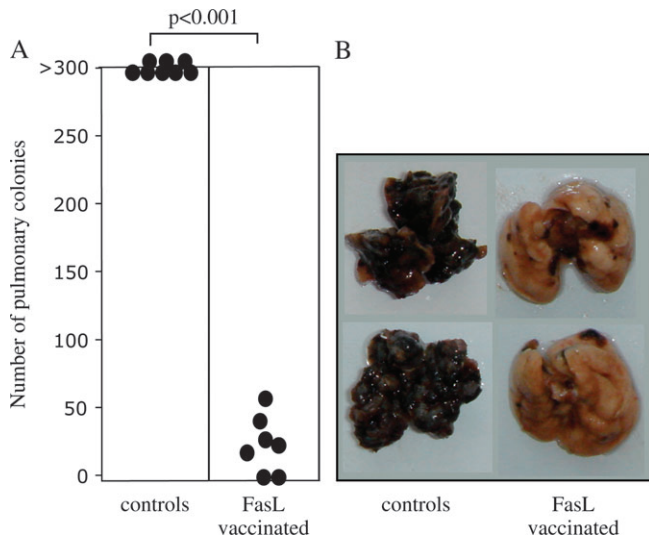 p<0.001
A
B
>300
250
200
150
100
50
0
Number of pulmonary colonies
controls
FasL
vaccinated
controls
FasL
vaccinated